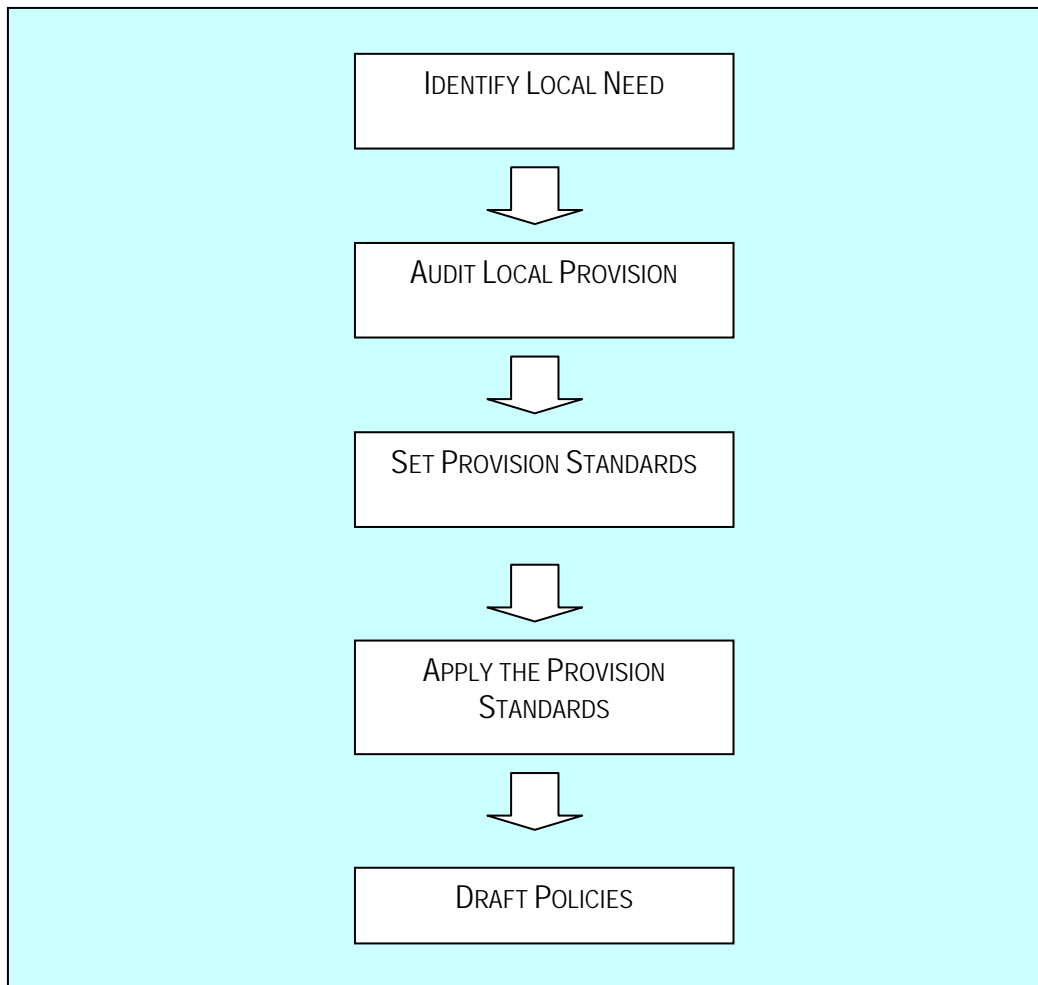 IDENTIFY LOCAL NEED
AUDIT LOCAL PROVISION
SET PROVISION STANDARDS
APPLY THE PROVISION
STANDARDS
DRAFT POLICIES